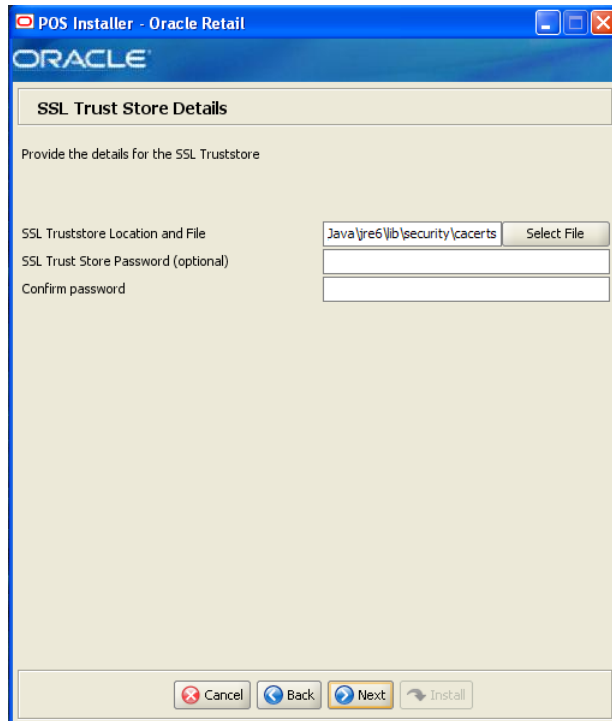 POS Installer - Oracle Retail
ORACLE
SSL Trust Store Details
Provide the details for the SSL Truststore
SSL Truststore Location and File Java\jre6\lib\security\cacerts Select File
SSL Trust Store Password (optional)
Confirm password
Cancel Back Next Install